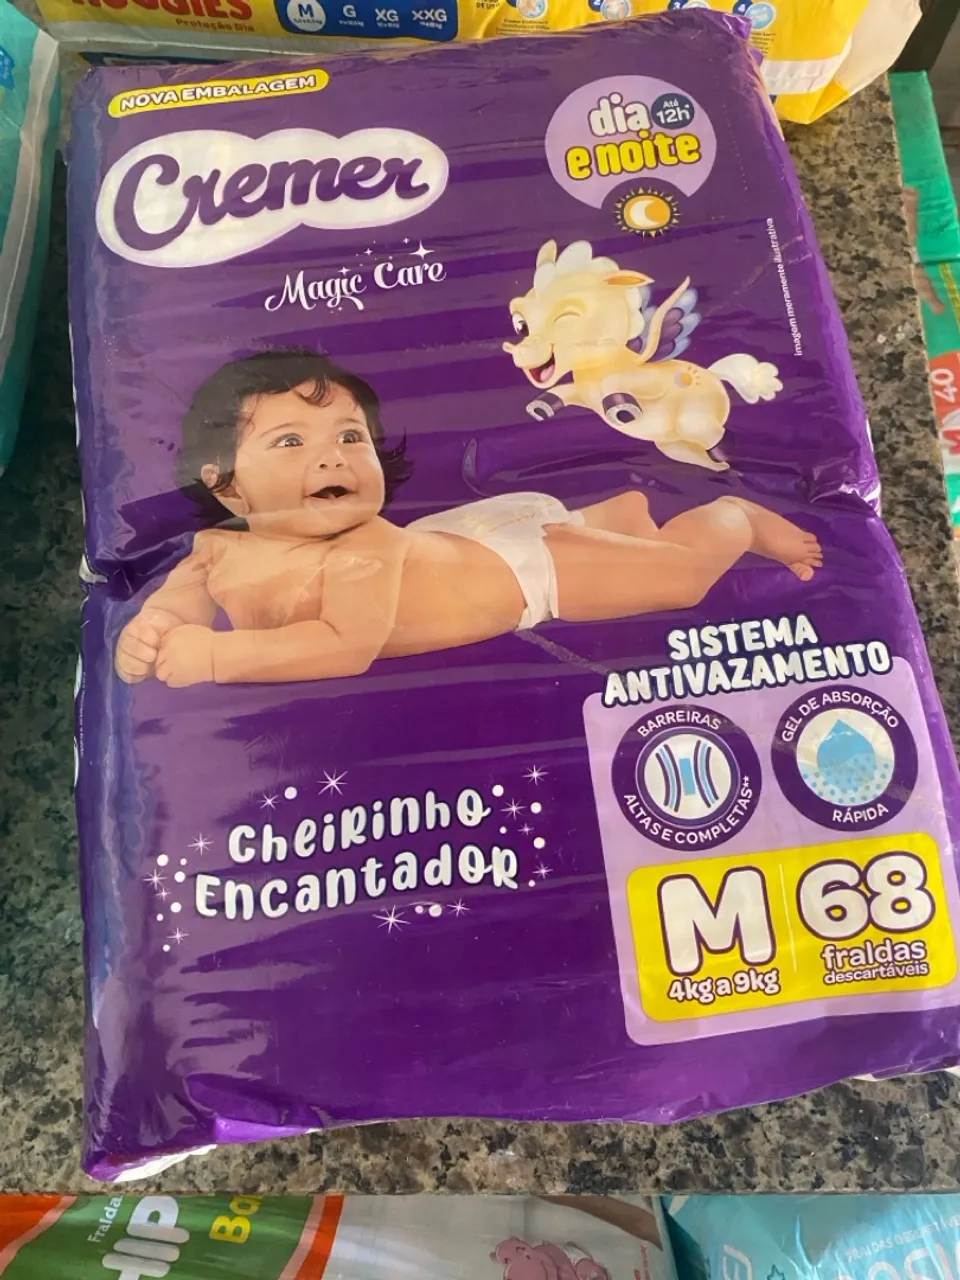 HUGGIES
Proteção Dia
M
G
XG
XXG
NOVA EMBALAGEM
Cremer
Magic Care
dia
Até
12h
e noite
imagem meramente ilustrativa
SISTEMA
ANTIVAZAMENTO
BARREIRAS
ALTAS E COMPLETAS**
GEL DE ABSORÇÃO
RÁPIDA
CHEIRINHO
ENCANTADOR
M
4kg a 9kg
68
fraldas
descartáveis
M 40